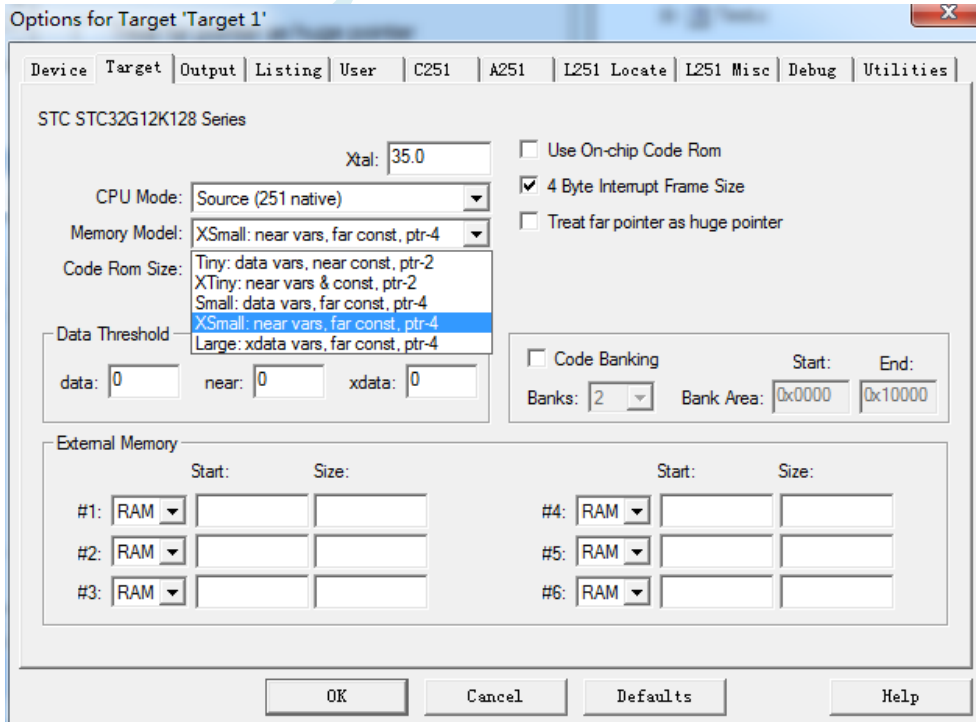 Options for Target 'Target 1'
Device Target Output Listing User C251 A251 L251 Locate L251 Misc Debug Utilities
STC STC32G12K128 Series
Xtal: 35.0
Use On-chip Code Rom
CPU Mode: Source (251 native)
4 Byte Interrupt Frame Size
Memory Model: XSmall: near vars, far const, ptr-4
Treat far pointer as huge pointer
Code Rom Size:
Tiny: data vars, near const, ptr-2
XTiny: near vars & const, ptr-2
Small: data vars, far const, ptr-4
XSmall: near vars, far const, ptr-4
Large: xdata vars, far const, ptr-4
Data Threshold
data: 0 near: 0 xdata: 0
Code Banking Start: End:
Banks: 2 Bank Area: 0x0000 0x10000
External Memory
Start: Size: Start: Size:
#1: RAM #4: RAM
#2: RAM #5: RAM
#3: RAM #6: RAM
OK Cancel Defaults Help